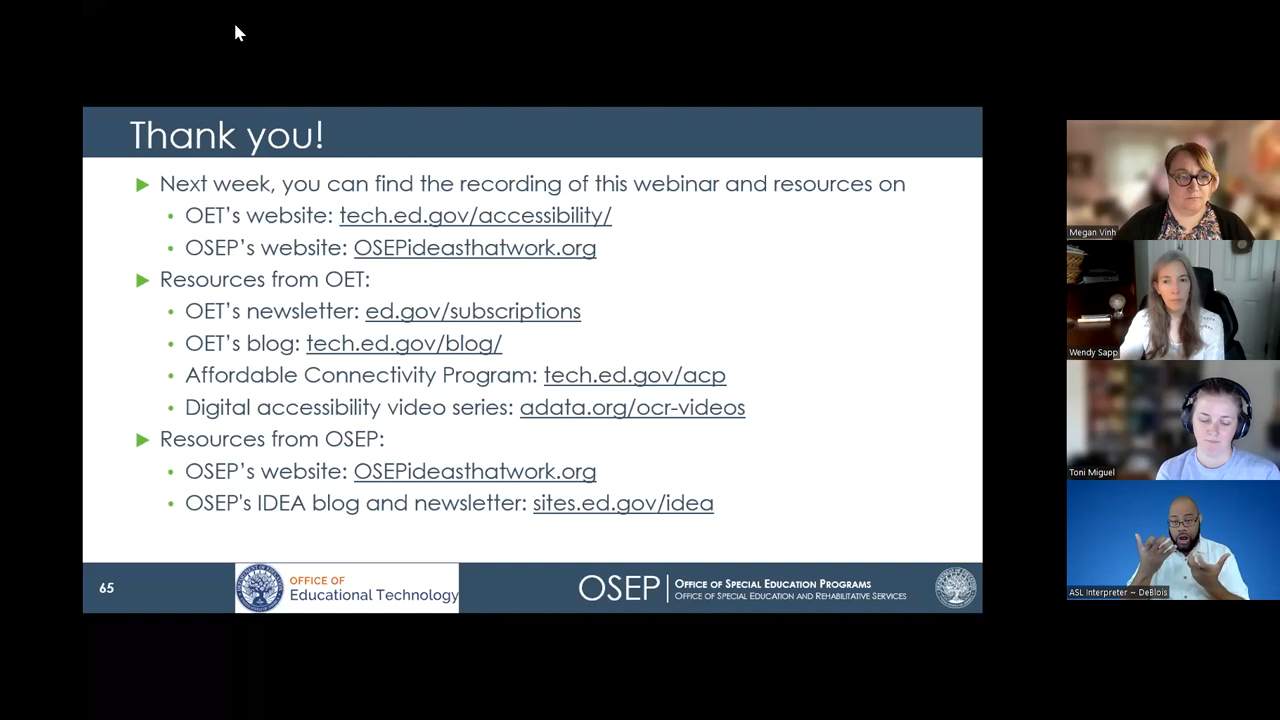 Thank you!
Next week, you can find the recording of this webinar and resources on
OET's website: tech.ed.gov/accessibility/
OSEP's website: OSEPideasthatwork.org
Resources from OET:
OET's newsletter: ed.gov/subscriptions
OET's blog: tech.ed.gov/blog/
Affordable Connectivity Program: tech.ed.gov/acp
Digital accessibility video series: adata.org/ocr-videos
Resources from OSEP:
OSEP's website: OSEPideasthatwork.org
OSEP's IDEA blog and newsletter: sites.ed.gov/idea
65
OFFICE OF
Educational Technology
OSEP
OFFICE OF SPECIAL EDUCATION PROGRAMS
OFFICE OF SPECIAL EDUCATION AND REHABILITATIVE SERVICES
Megan Vinh
Wendy Sapp
Toni Miguel
ASL Interpreter ~ DeBlois